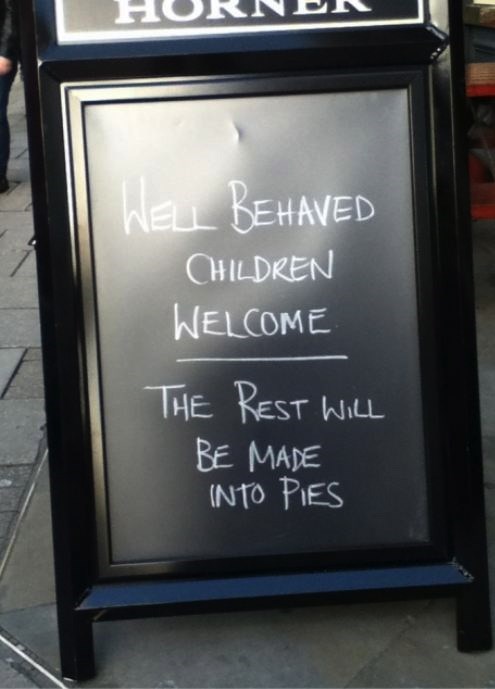 HORNER
WELL BEHAVED
CHILDREN
WELCOME
THE REST WILL
BE MADE
INTO PIES